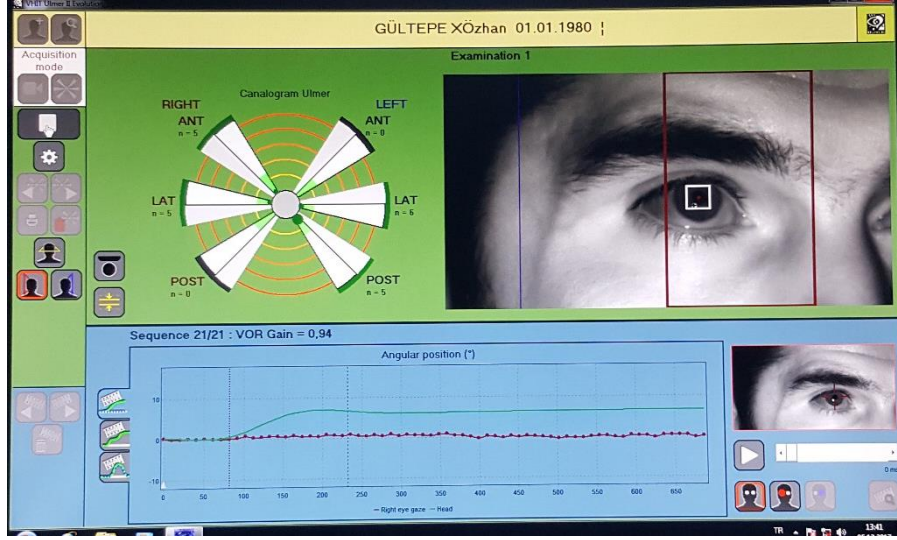 VHIT Ulmer II Evolution
GÜLTEPE XÖzhan 01.01.1980 ¦
Acquisition
mode
Examination 1
Canalogram Ulmer
RIGHT
LEFT
ANT
n = 5
ANT
n = 0
LAT
n = 5
LAT
n = 6
POST
n = 0
POST
n = 5
Sequence 21/21 : VOR Gain = 0,94
Angular position (°)
10
0
-10
0 50 100 150 200 250 300 350 400 450 500 550 600 650
Right eye gaze — Head
TR
13:41